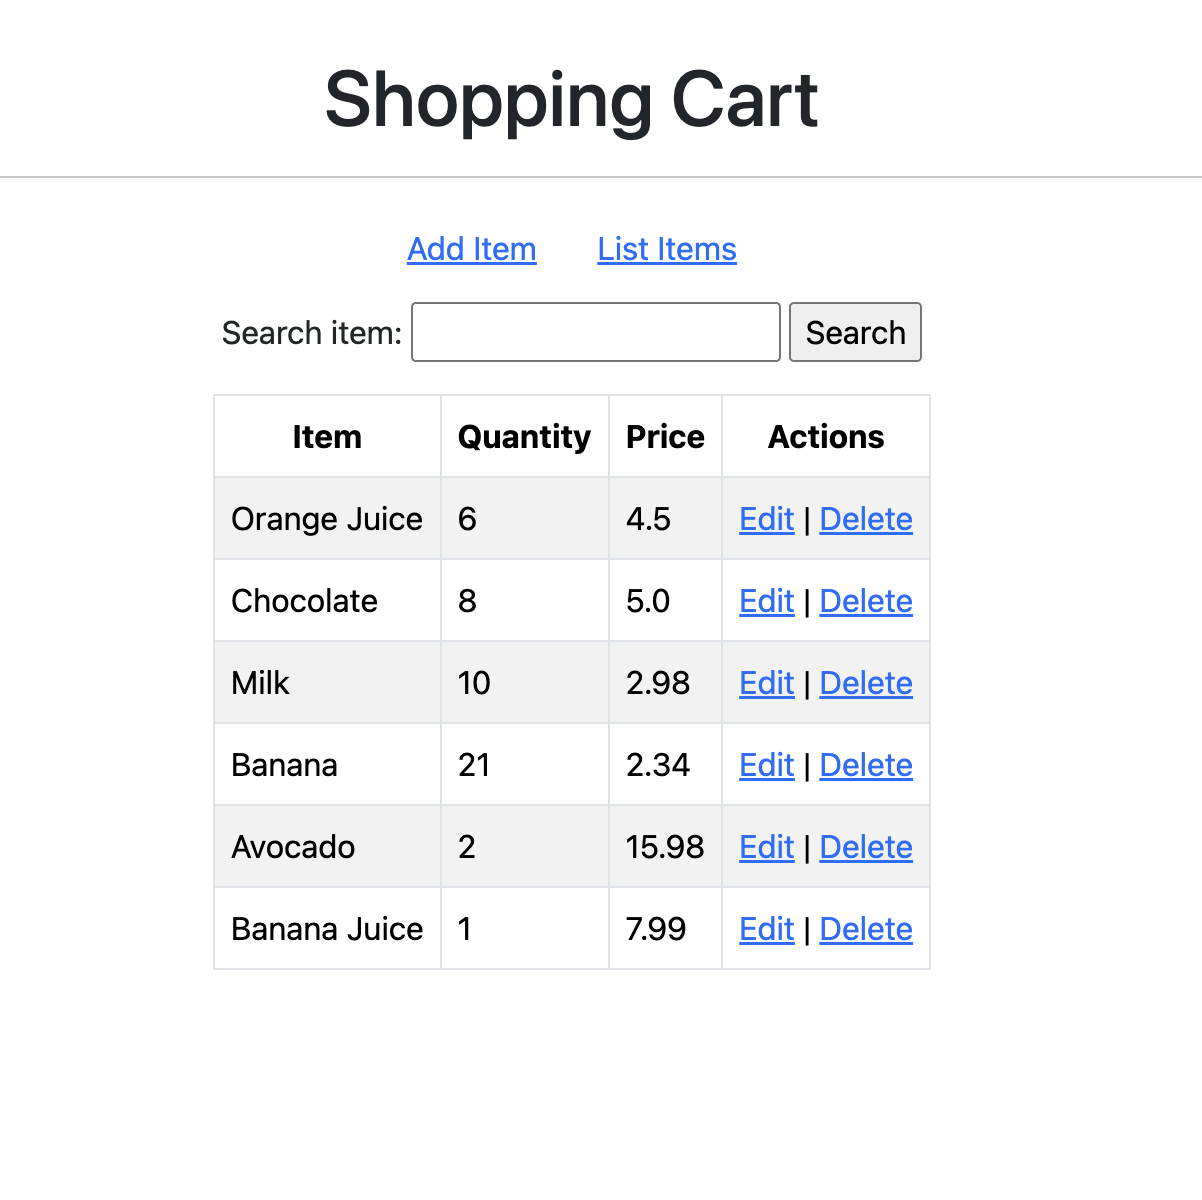 Shopping Cart
Add Item List Items
Search item: Search
Item Quantity Price Actions
Orange Juice 6 4.5 Edit | Delete
Chocolate 8 5.0 Edit | Delete
Milk 10 2.98 Edit | Delete
Banana 21 2.34 Edit | Delete
Avocado 2 15.98 Edit | Delete
Banana Juice 1 7.99 Edit | Delete